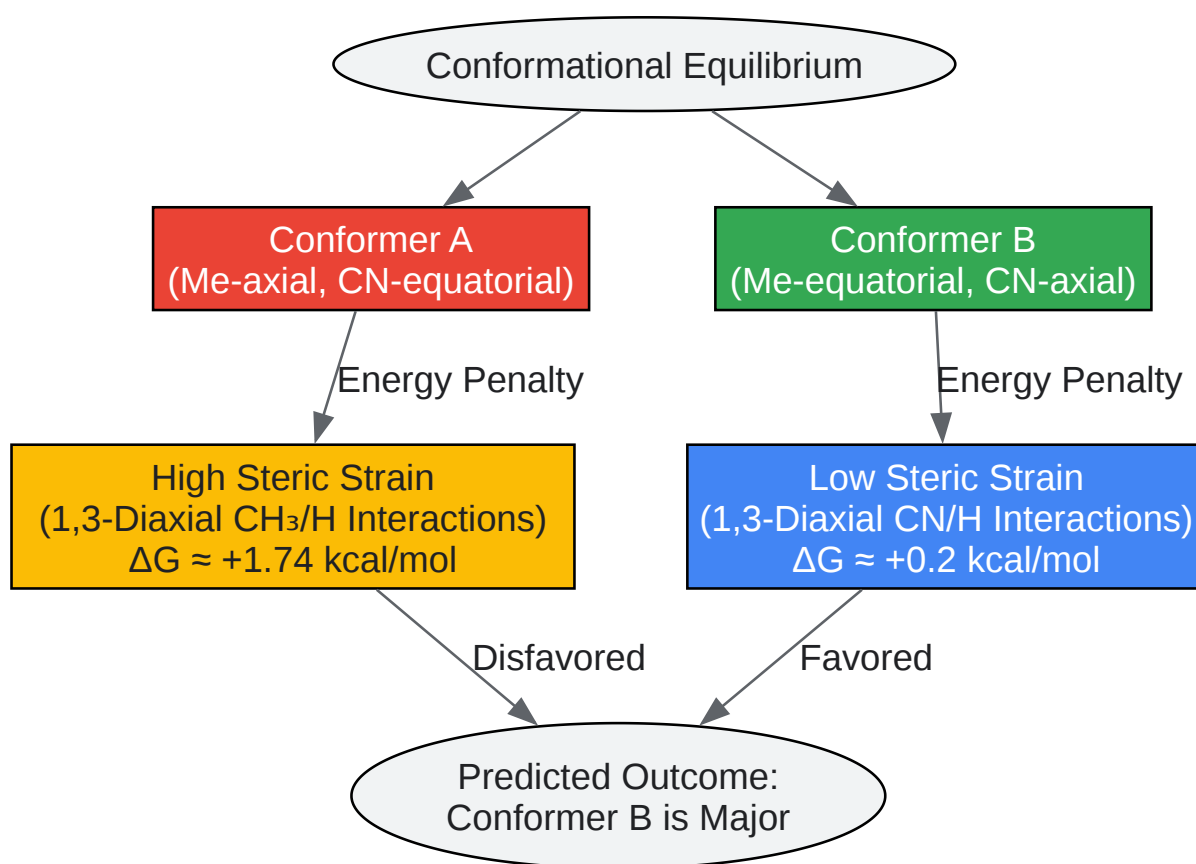 Conformational Equilibrium
Conformer A
(Me-axial, CN-equatorial)
Conformer B
(Me-equatorial, CN-axial)
Energy Penalty
Energy Penalty
High Steric Strain
(1,3-Diaxial CH₃/H Interactions)
ΔG ≈ +1.74 kcal/mol
Low Steric Strain
(1,3-Diaxial CN/H Interactions)
ΔG ≈ +0.2 kcal/mol
Disfavored
Favored
Predicted Outcome:
Conformer B is Major